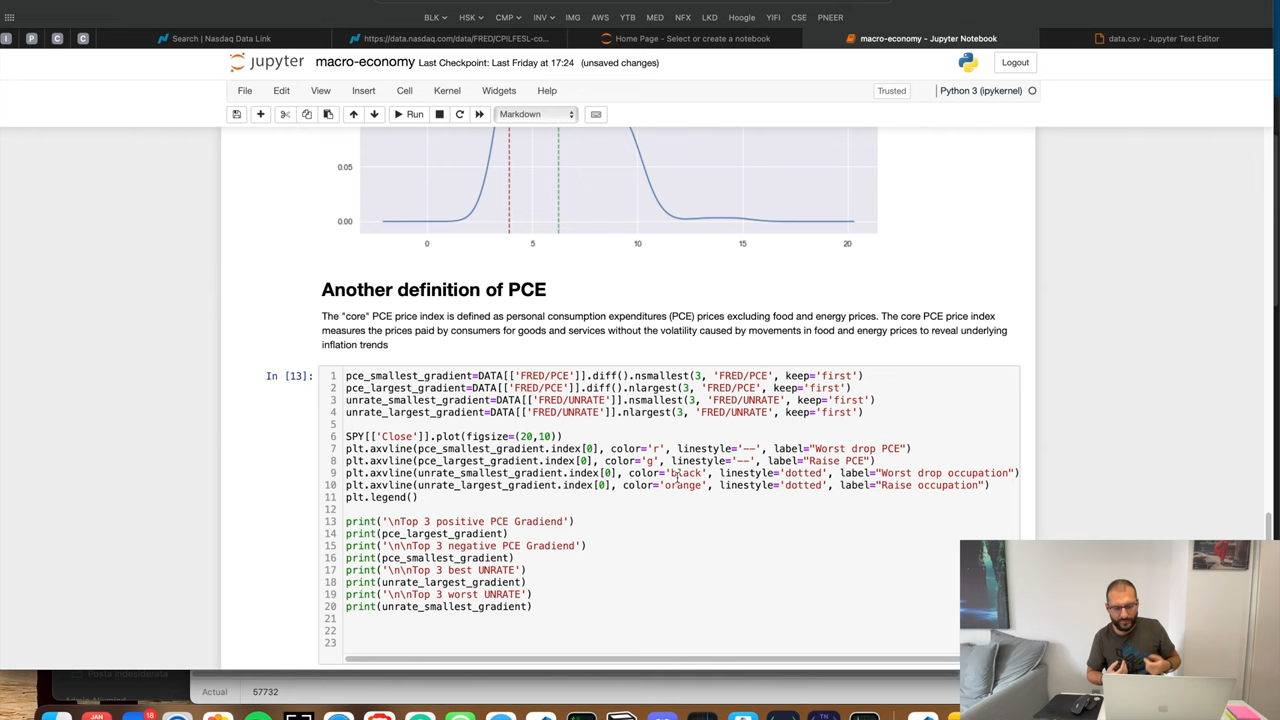 BLK HSK CMP INV IMG AWS YTB MED NFX LKD Hoogle YIFI CSE PNEER
I P C C Search | Nasdaq Data Link https://data.nasdaq.com/data/FRED/CPILFESL-co... Home Page - Select or create a notebook macro-economy - Jupyter Notebook data.csv - Jupyter Text Editor
jupyter macro-economy Last Checkpoint: Last Friday at 17:24 (unsaved changes) Logout
File Edit View Insert Cell Kernel Widgets Help Trusted Python 3 (ipykernel)
Run Markdown
0.05
0.00
0 5 10 15 20
Another definition of PCE
The "core" PCE price index is defined as personal consumption expenditures (PCE) prices excluding food and energy prices. The core PCE price index
measures the prices paid by consumers for goods and services without the volatility caused by movements in food and energy prices to reveal underlying
inflation trends
In [13]:
1 pce_smallest_gradient=DATA[['FRED/PCE']].diff().nsmallest(3, 'FRED/PCE', keep='first')
2 pce_largest_gradient=DATA[['FRED/PCE']].diff().nlargest(3, 'FRED/PCE', keep='first')
3 unrate_smallest_gradient=DATA[['FRED/UNRATE']].nsmallest(3, 'FRED/UNRATE', keep='first')
4 unrate_largest_gradient=DATA[['FRED/UNRATE']].nlargest(3, 'FRED/UNRATE', keep='first')
5
6 SPY[['Close']].plot(figsize=(20,10))
7 plt.axvline(pce_smallest_gradient.index[0], color='r', linestyle='--', label="Worst drop PCE")
8 plt.axvline(pce_largest_gradient.index[0], color='g', linestyle='--', label="Raise PCE")
9 plt.axvline(unrate_smallest_gradient.index[0], color='black', linestyle='dotted', label="Worst drop occupation")
10 plt.axvline(unrate_largest_gradient.index[0], color='orange', linestyle='dotted', label="Raise occupation")
11 plt.legend()
12
13 print('\nTop 3 positive PCE Gradiend')
14 print(pce_largest_gradient)
15 print('\n\nTop 3 negative PCE Gradiend')
16 print(pce_smallest_gradient)
17 print('\n\nTop 3 best UNRATE')
18 print(unrate_largest_gradient)
19 print('\n\nTop 3 worst UNRATE')
20 print(unrate_smallest_gradient)
21
22
23
Posta indesiderata
Actual 57732
JAN
18